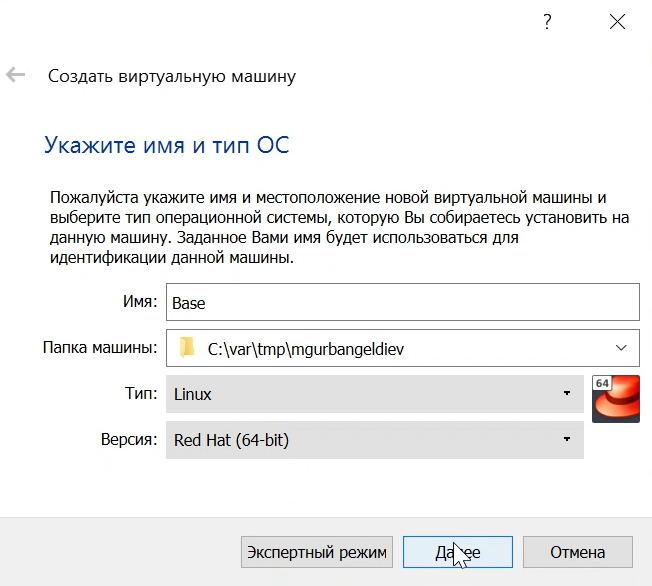 ?
Создать виртуальную машину
Укажите имя и тип ОС
Пожалуйста укажите имя и местоположение новой виртуальной машины и
выберите тип операционной системы, которую Вы собираетесь установить на
данную машину. Заданное Вами имя будет использоваться для
идентификации данной машины.
Имя: Base
Папка машины: C:\var\tmp\mgurbangeldiev
Тип: Linux
64
Версия: Red Hat (64-bit)
Экспертный режим Далее Отмена